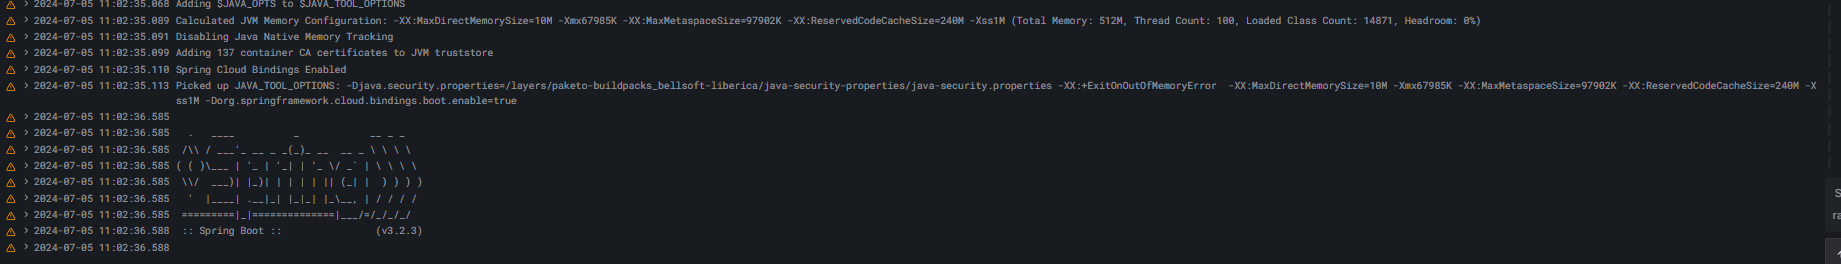 2024-07-05 11:02:35.068 Adding $JAVA_OPTS to $JAVA_TOOL_OPTIONS
2024-07-05 11:02:35.089 Calculated JVM Memory Configuration: -XX:MaxDirectMemorySize=10M -Xmx67985K -XX:MaxMetaspaceSize=97902K -XX:ReservedCodeCacheSize=240M -Xss1M (Total Memory: 512M, Thread Count: 100, Loaded Class Count: 14871, Headroom: 0%)
2024-07-05 11:02:35.091 Disabling Java Native Memory Tracking
2024-07-05 11:02:35.099 Adding 137 container CA certificates to JVM truststore
2024-07-05 11:02:35.110 Spring Cloud Bindings Enabled
2024-07-05 11:02:35.113 Picked up JAVA_TOOL_OPTIONS: -Djava.security.properties=/layers/paketo-buildpacks_bellsoft-liberica/java-security-properties/java-security.properties -XX:+ExitOnOutOfMemoryError  -XX:MaxDirectMemorySize=10M -Xmx67985K -XX:MaxMetaspaceSize=97902K -XX:ReservedCodeCacheSize=240M -X
ss1M -Dorg.springframework.cloud.bindings.boot.enable=true
2024-07-05 11:02:36.585
2024-07-05 11:02:36.585   .   ____          _            __ _ _
2024-07-05 11:02:36.585  /\\ / ___'_ __ _ _(_)_ __  __ _ \ \ \ \
2024-07-05 11:02:36.585 ( ( )\___ | '_ | '_| | '_ \/ _` | \ \ \ \
2024-07-05 11:02:36.585  \\/  ___)| |_)| | | | | || (_| |  ) ) ) )
2024-07-05 11:02:36.585   '  |____| .__|_| |_|_| |_\__, | / / / /
2024-07-05 11:02:36.585  =========|_|==============|___/=/_/_/_/
2024-07-05 11:02:36.588  :: Spring Boot ::                (v3.2.3)
2024-07-05 11:02:36.588